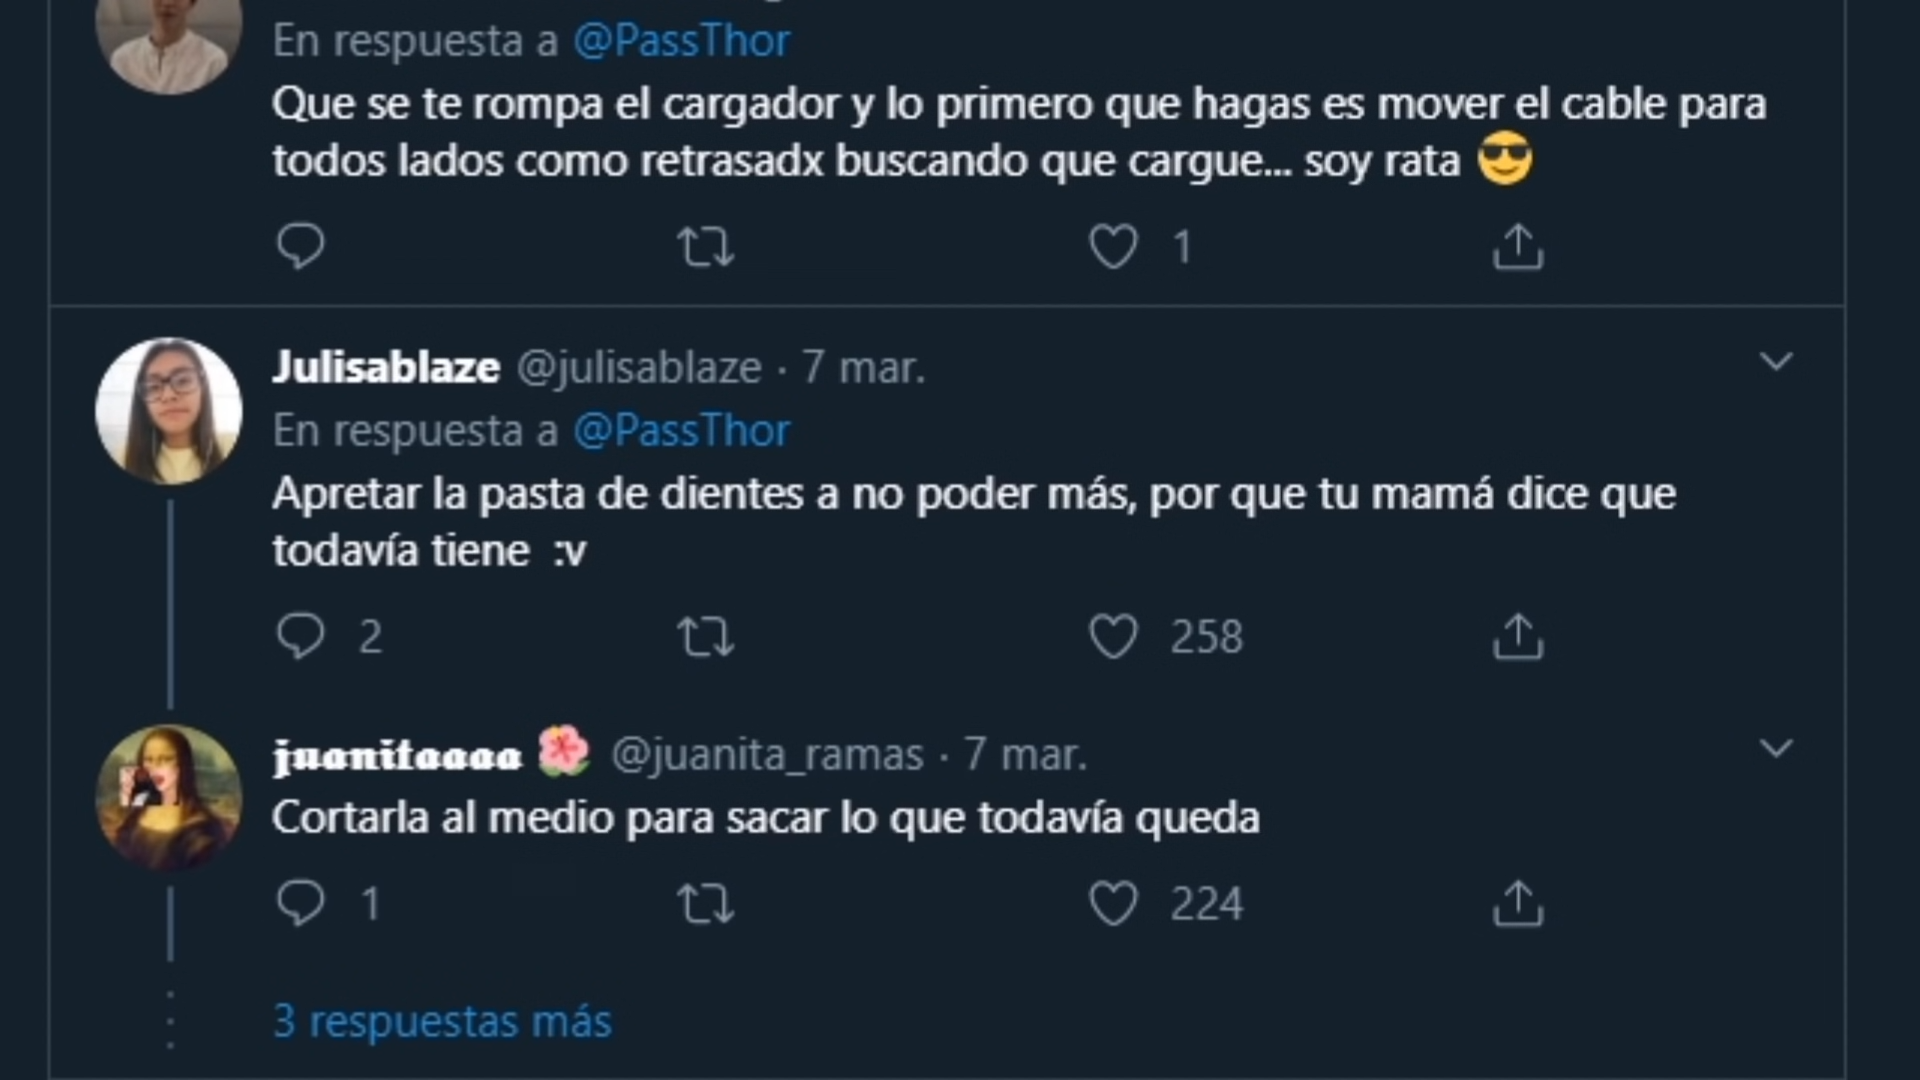 En respuesta a @PassThor
Que se te rompa el cargador y lo primero que hagas es mover el cable para
todos lados como retrasadx buscando que cargue... soy rata 😎
1
Julisablaze @julisablaze · 7 mar.
En respuesta a @PassThor
Apretar la pasta de dientes a no poder más, por que tu mamá dice que
todavía tiene  :v
2 258
𝖏𝖚𝖆𝖓𝖎𝖙𝖆𝖆𝖆𝖆 🌺 @juanita_ramas · 7 mar.
Cortarla al medio para sacar lo que todavía queda
1 224
3 respuestas más